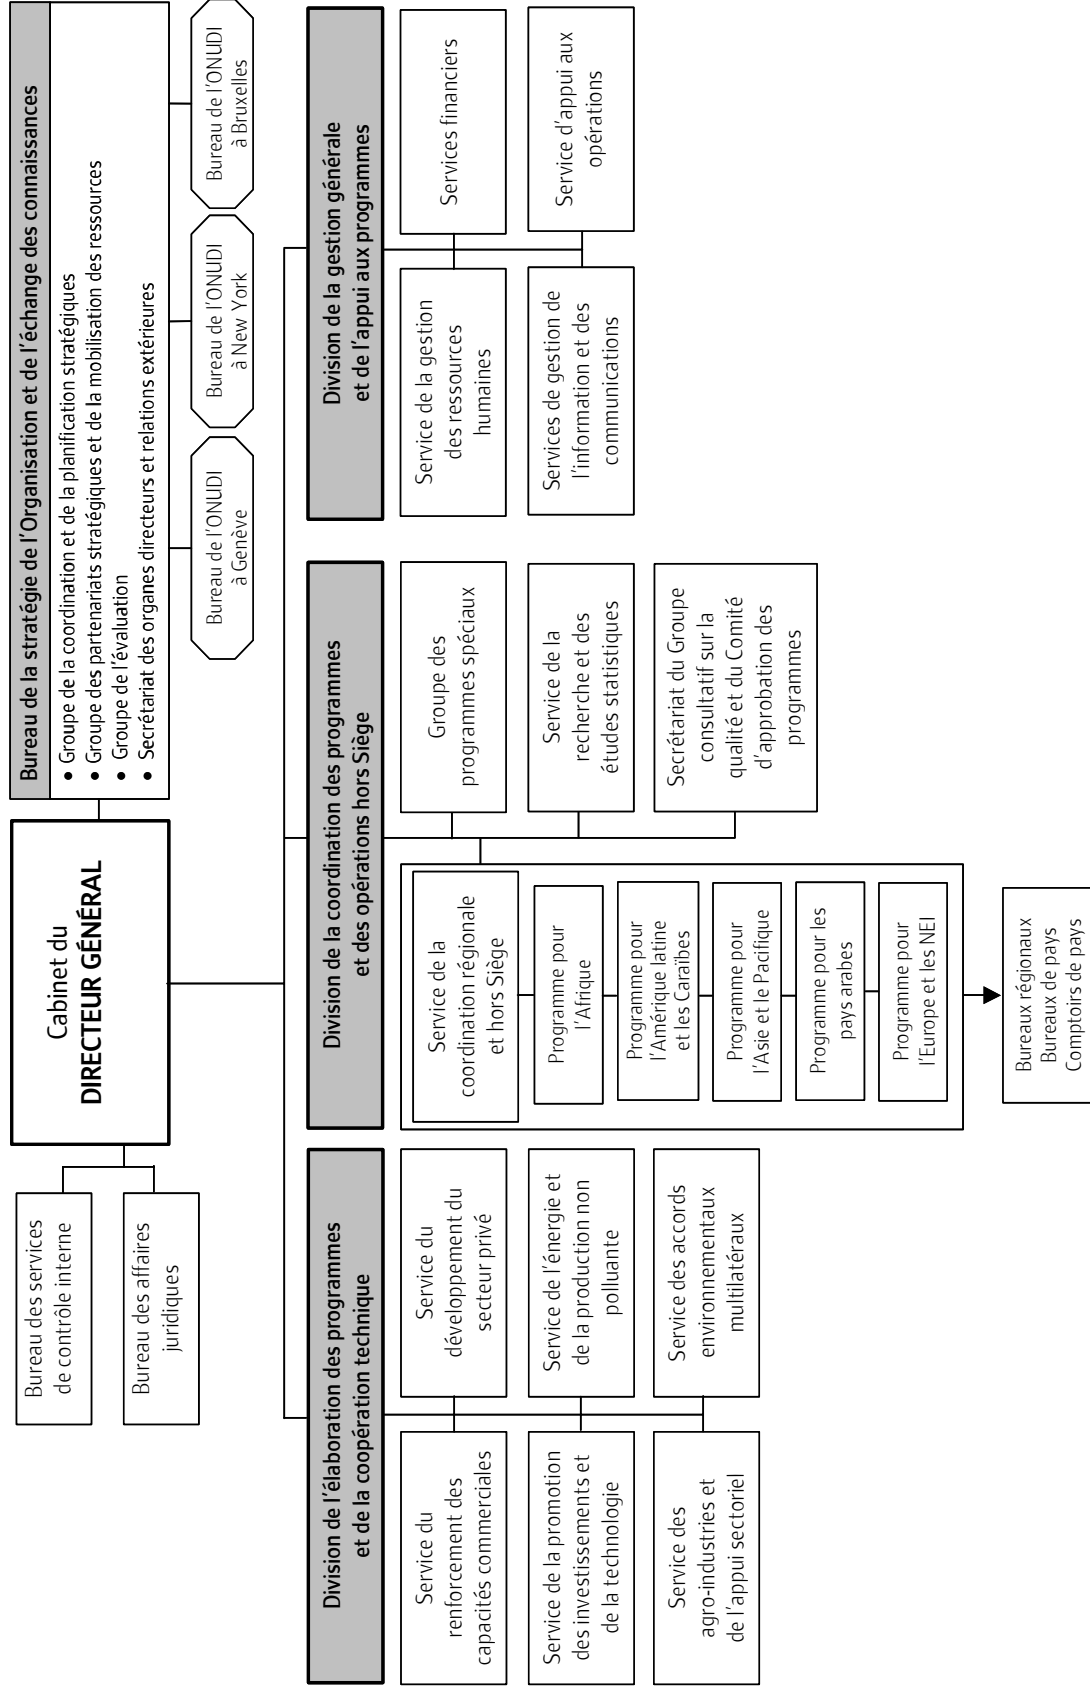 Bureau des services
de contrôle interne
Bureau des affaires
juridiques
Cabinet du
DIRECTEUR GÉNÉRAL
Bureau de la stratégie de l'Organisation et de l'échange des connaissances
• Groupe de la coordination et de la planification stratégiques
• Groupe des partenariats stratégiques et de la mobilisation des ressources
• Groupe de l'évaluation
• Secrétariat des organes directeurs et relations extérieures
Bureau de l'ONUDI
à Genève
Bureau de l'ONUDI
à New York
Bureau de l'ONUDI
à Bruxelles
Division de l'élaboration des programmes
et de la coopération technique
Service du
renforcement des
capacités commerciales
Service du
développement du
secteur privé
Service de la promotion
des investissements et
de la technologie
Service de l'énergie et
de la production non
polluante
Service des
agro-industries et
de l'appui sectoriel
Service des accords
environnementaux
multilatéraux
Division de la coordination des programmes
et des opérations hors Siège
Service de la
coordination régionale
et hors Siège
Programme pour
l'Afrique
Programme pour
l'Amérique latine
et les Caraïbes
Programme pour
l'Asie et le Pacifique
Programme pour les
pays arabes
Programme pour
l'Europe et les NEI
Bureaux régionaux
Bureaux de pays
Comptoirs de pays
Groupe des
programmes spéciaux
Service de la
recherche et des
études statistiques
Secrétariat du Groupe
consultatif sur la
qualité et du Comité
d'approbation des
programmes
Division de la gestion générale
et de l'appui aux programmes
Service de la gestion
des ressources
humaines
Services financiers
Services de gestion de
l'information et des
communications
Service d'appui aux
opérations